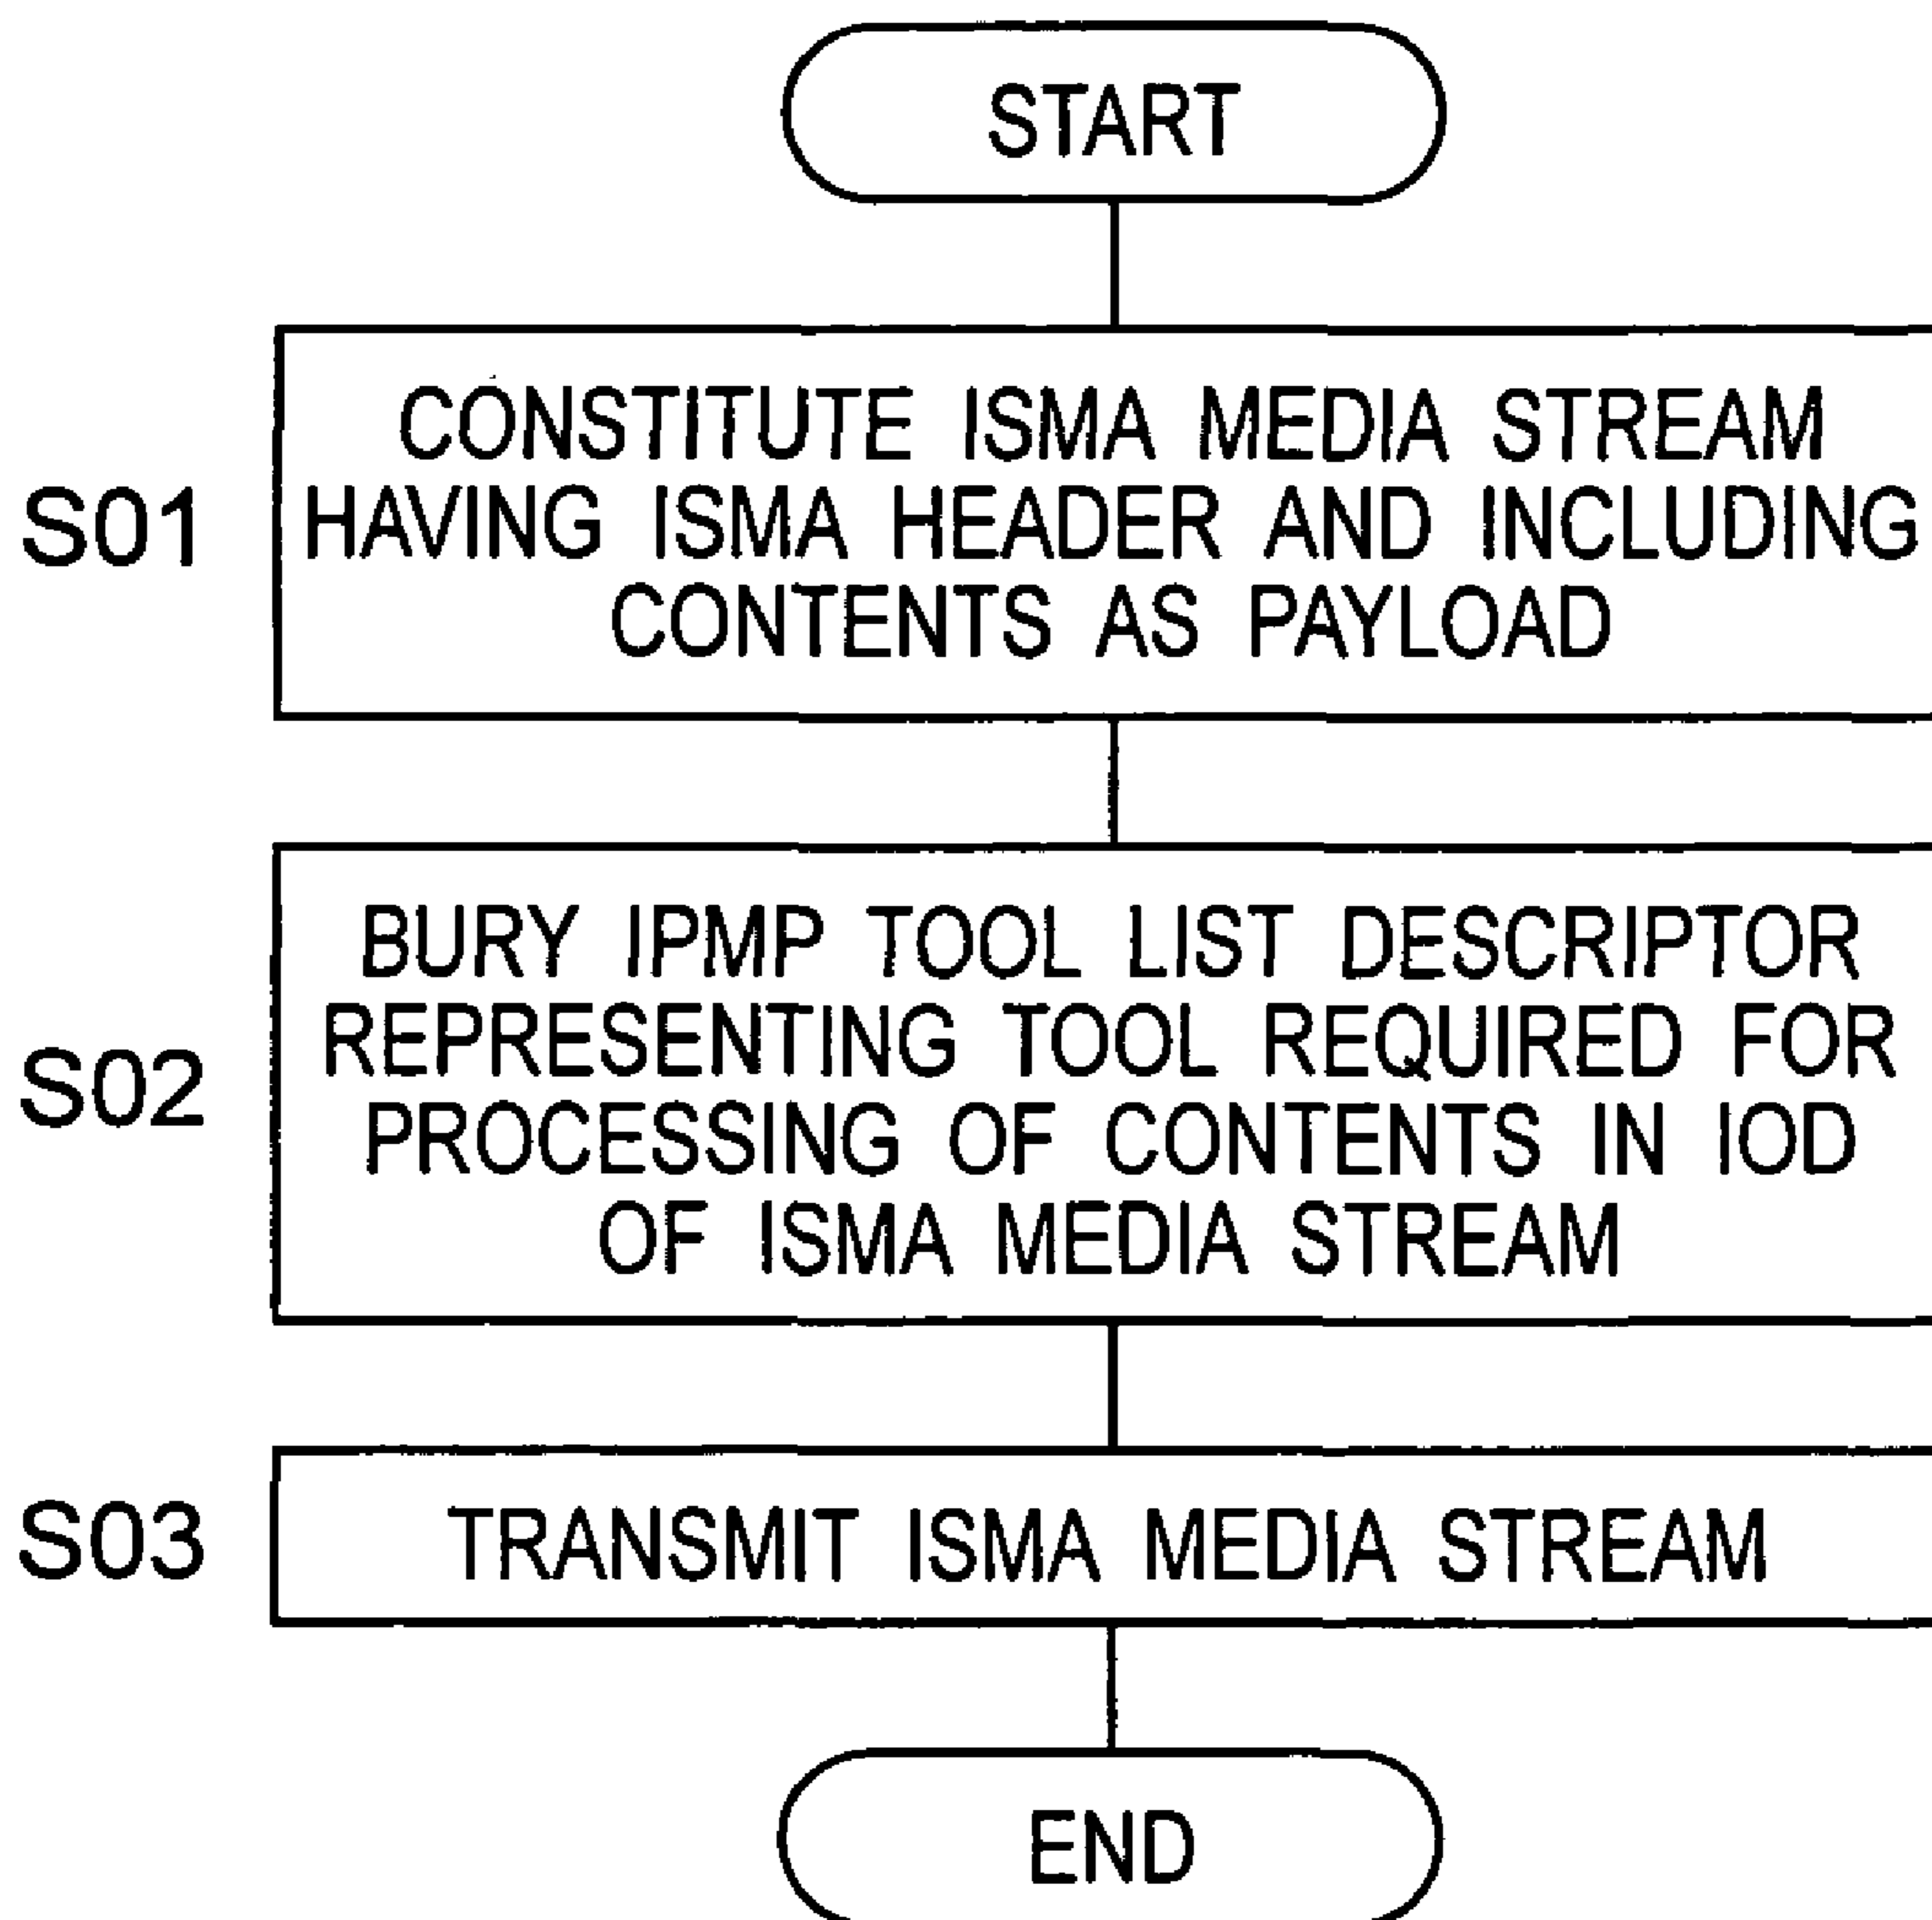 START
S01
CONSTITUTE ISMA MEDIA STREAM
HAVING ISMA HEADER AND INCLUDING
CONTENTS AS PAYLOAD
S02
BURY IPMP TOOL LIST DESCRIPTOR
REPRESENTING TOOL REQUIRED FOR
PROCESSING OF CONTENTS IN IOD
OF ISMA MEDIA STREAM
S03
TRANSMIT ISMA MEDIA STREAM
END